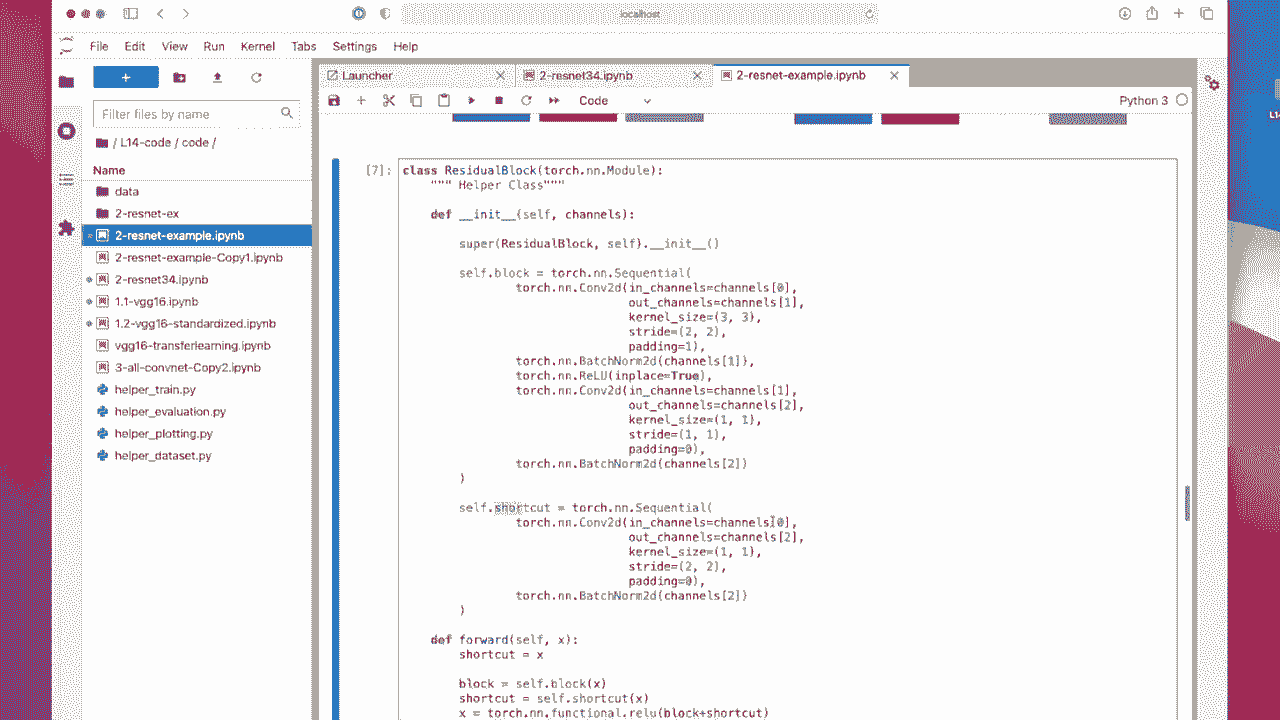 localhost
File Edit View Run Kernel Tabs Settings Help
Launcher
2-resnet34.ipynb
2-resnet-example.ipynb
Filter files by name
Code
Python 3
/ L14-code / code /
Name
data
2-resnet-ex
2-resnet-example.ipynb
2-resnet-example-Copy1.ipynb
2-resnet34.ipynb
1.1-vgg16.ipynb
1.2-vgg16-standardized.ipynb
vgg16-transferlearning.ipynb
3-all-convnet-Copy2.ipynb
helper_train.py
helper_evaluation.py
helper_plotting.py
helper_dataset.py
[7]:
class ResidualBlock(torch.nn.Module):
""" Helper Class"""
def __init__(self, channels):
super(ResidualBlock, self).__init__()
self.block = torch.nn.Sequential(
torch.nn.Conv2d(in_channels=channels[0],
out_channels=channels[1],
kernel_size=(3, 3),
stride=(2, 2),
padding=1),
torch.nn.BatchNorm2d(channels[1]),
torch.nn.ReLU(inplace=True),
torch.nn.Conv2d(in_channels=channels[1],
out_channels=channels[2],
kernel_size=(1, 1),
stride=(1, 1),
padding=0),
torch.nn.BatchNorm2d(channels[2])
)
self.shortcut = torch.nn.Sequential(
torch.nn.Conv2d(in_channels=channels[0],
out_channels=channels[2],
kernel_size=(1, 1),
stride=(2, 2),
padding=0),
torch.nn.BatchNorm2d(channels[2])
)
def forward(self, x):
shortcut = x
block = self.block(x)
shortcut = self.shortcut(x)
x = torch.nn.functional.relu(block+shortcut)